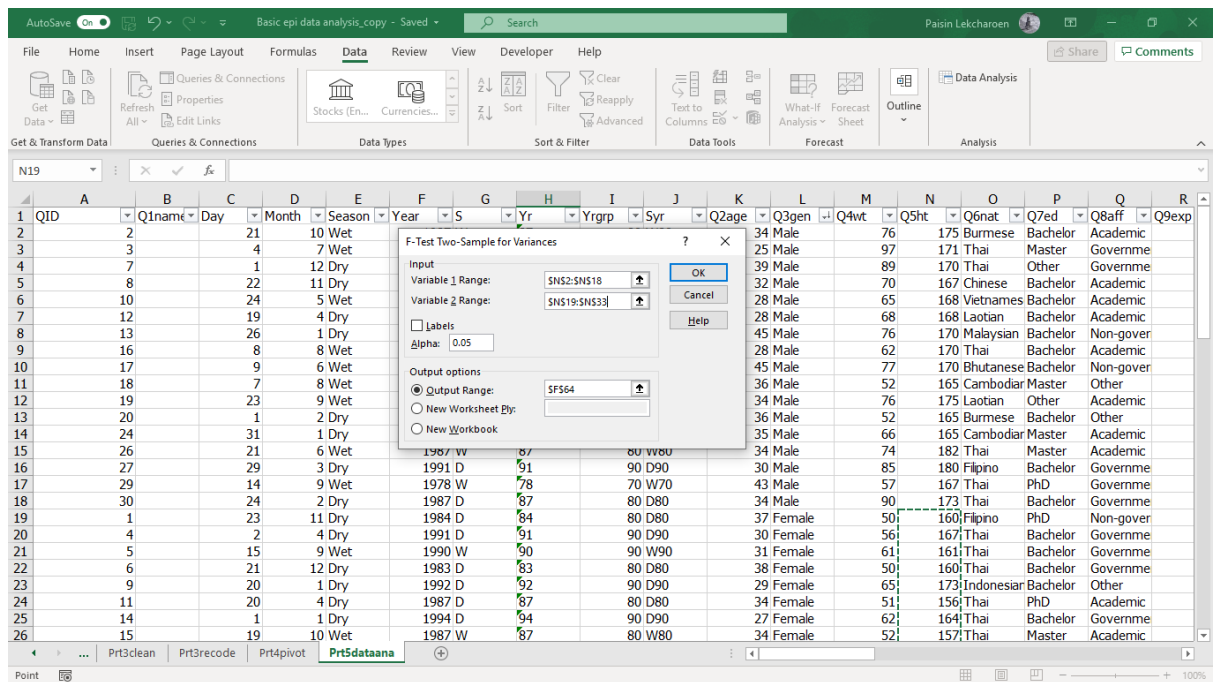 AutoSave On Basic epi data analysis_copy - Saved Search Paisin Lekcharoen
File Home Insert Page Layout Formulas Data Review View Developer Help Share Comments
Get Data Refresh All Queries & Connections Properties Edit Links Stocks (En... Currencies... Sort Filter Clear Reapply Advanced Text to Columns What-If Analysis Forecast Sheet Outline Data Analysis
Get & Transform Data Queries & Connections Data Types Sort & Filter Data Tools Forecast Analysis
N19 fx
A B C D E F G H I J K L M N O P Q R
1 QID Q1name Day Month Season Year S Yr Yrgrp Syr Q2age Q3gen Q4wt Q5ht Q6nat Q7ed Q8aff Q9exp
2 2 21 10 Wet 34 Male 76 175 Burmese Bachelor Academic
3 3 4 7 Wet 25 Male 97 171 Thai Master Governme
4 7 1 12 Dry 39 Male 89 170 Thai Other Governme
5 8 22 11 Dry 32 Male 70 167 Chinese Bachelor Academic
6 10 24 5 Wet 28 Male 65 168 Vietnames Bachelor Academic
7 12 19 4 Dry 28 Male 68 168 Laotian Bachelor Academic
8 13 26 1 Dry 45 Male 76 170 Malaysian Bachelor Non-gover
9 16 8 8 Wet 28 Male 62 170 Thai Bachelor Academic
10 17 9 6 Wet 45 Male 77 170 Bhutanese Bachelor Non-gover
11 18 7 8 Wet 36 Male 52 165 Cambodiar Master Other
12 19 23 9 Wet 34 Male 76 175 Laotian Other Academic
13 20 1 2 Dry 36 Male 52 165 Burmese Bachelor Other
14 24 31 1 Dry 35 Male 66 165 Cambodiar Master Academic
15 26 21 6 Wet 1987 W 87 80 W80 34 Male 74 182 Thai Master Academic
16 27 29 3 Dry 1991 D 91 90 D90 30 Male 85 180 Filipino Bachelor Governme
17 29 14 9 Wet 1978 W 78 70 W70 43 Male 57 167 Thai PhD Governme
18 30 24 2 Dry 1987 D 87 80 D80 34 Male 90 173 Thai Bachelor Governme
19 1 23 11 Dry 1984 D 84 80 D80 37 Female 50 160 Filipino PhD Non-gover
20 4 2 4 Dry 1991 D 91 90 D90 30 Female 56 167 Thai Bachelor Governme
21 5 15 9 Wet 1990 W 90 90 W90 31 Female 61 161 Thai Bachelor Governme
22 6 21 12 Dry 1983 D 83 80 D80 38 Female 50 160 Thai Bachelor Governme
23 9 20 1 Dry 1992 D 92 90 D90 29 Female 65 173 Indonesiar Bachelor Other
24 11 20 4 Dry 1987 D 87 80 D80 34 Female 51 156 Thai PhD Academic
25 14 1 1 Dry 1994 D 94 90 D90 27 Female 62 164 Thai Bachelor Governme
26 15 19 10 Wet 1987 W 87 80 W80 34 Female 52 157 Thai Master Academic
F-Test Two-Sample for Variances ?
Input
Variable 1 Range: $N$2:$N$18 OK
Variable 2 Range: $N$19:$N$33 Cancel
Labels Help
Alpha: 0.05
Output options
Output Range: $F$64
New Worksheet Ply:
New Workbook
... Prt3clean Prt3recode Prt4pivot Prt5dataana
Point 100%